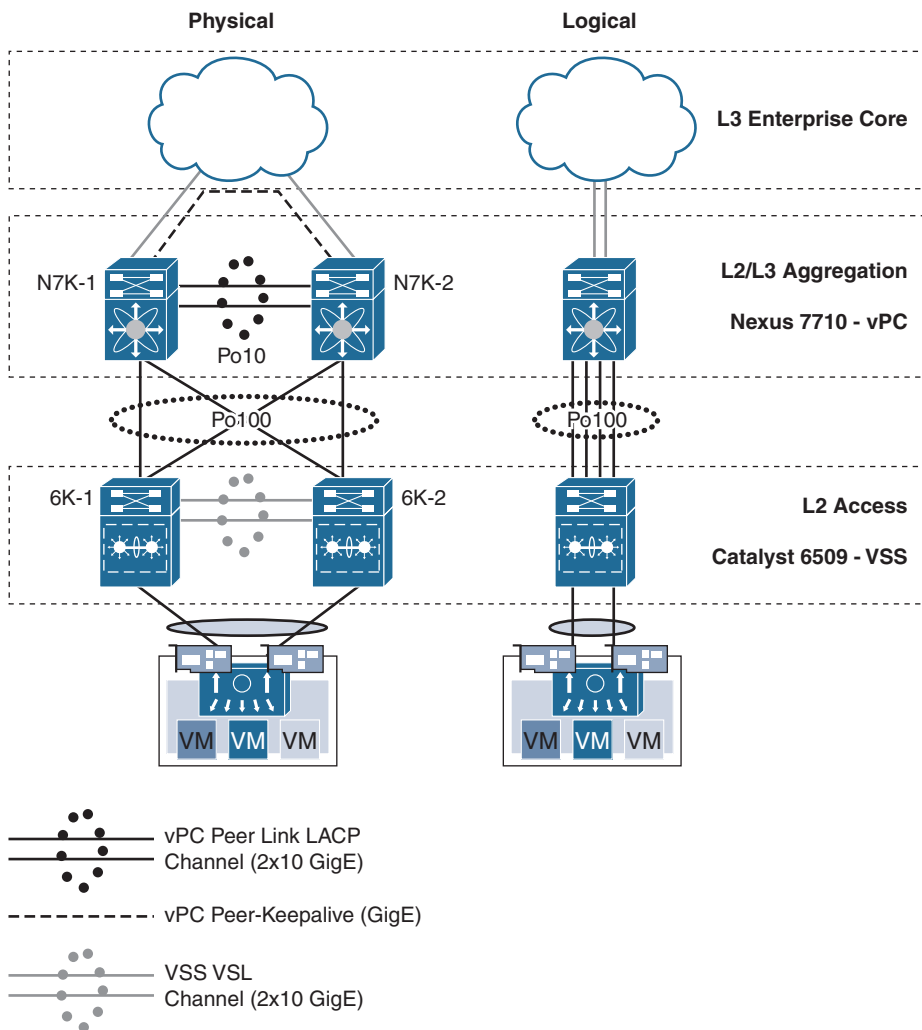 Physical
Logical
L3 Enterprise Core
N7K-1
N7K-2
Po10
L2/L3 Aggregation
Nexus 7710 - vPC
Po100
Po100
6K-1
6K-2
L2 Access
Catalyst 6509 - VSS
VM
VM
VM
VM
VM
VM
vPC Peer Link LACP
Channel (2x10 GigE)
vPC Peer-Keepalive (GigE)
VSS VSL
Channel (2x10 GigE)